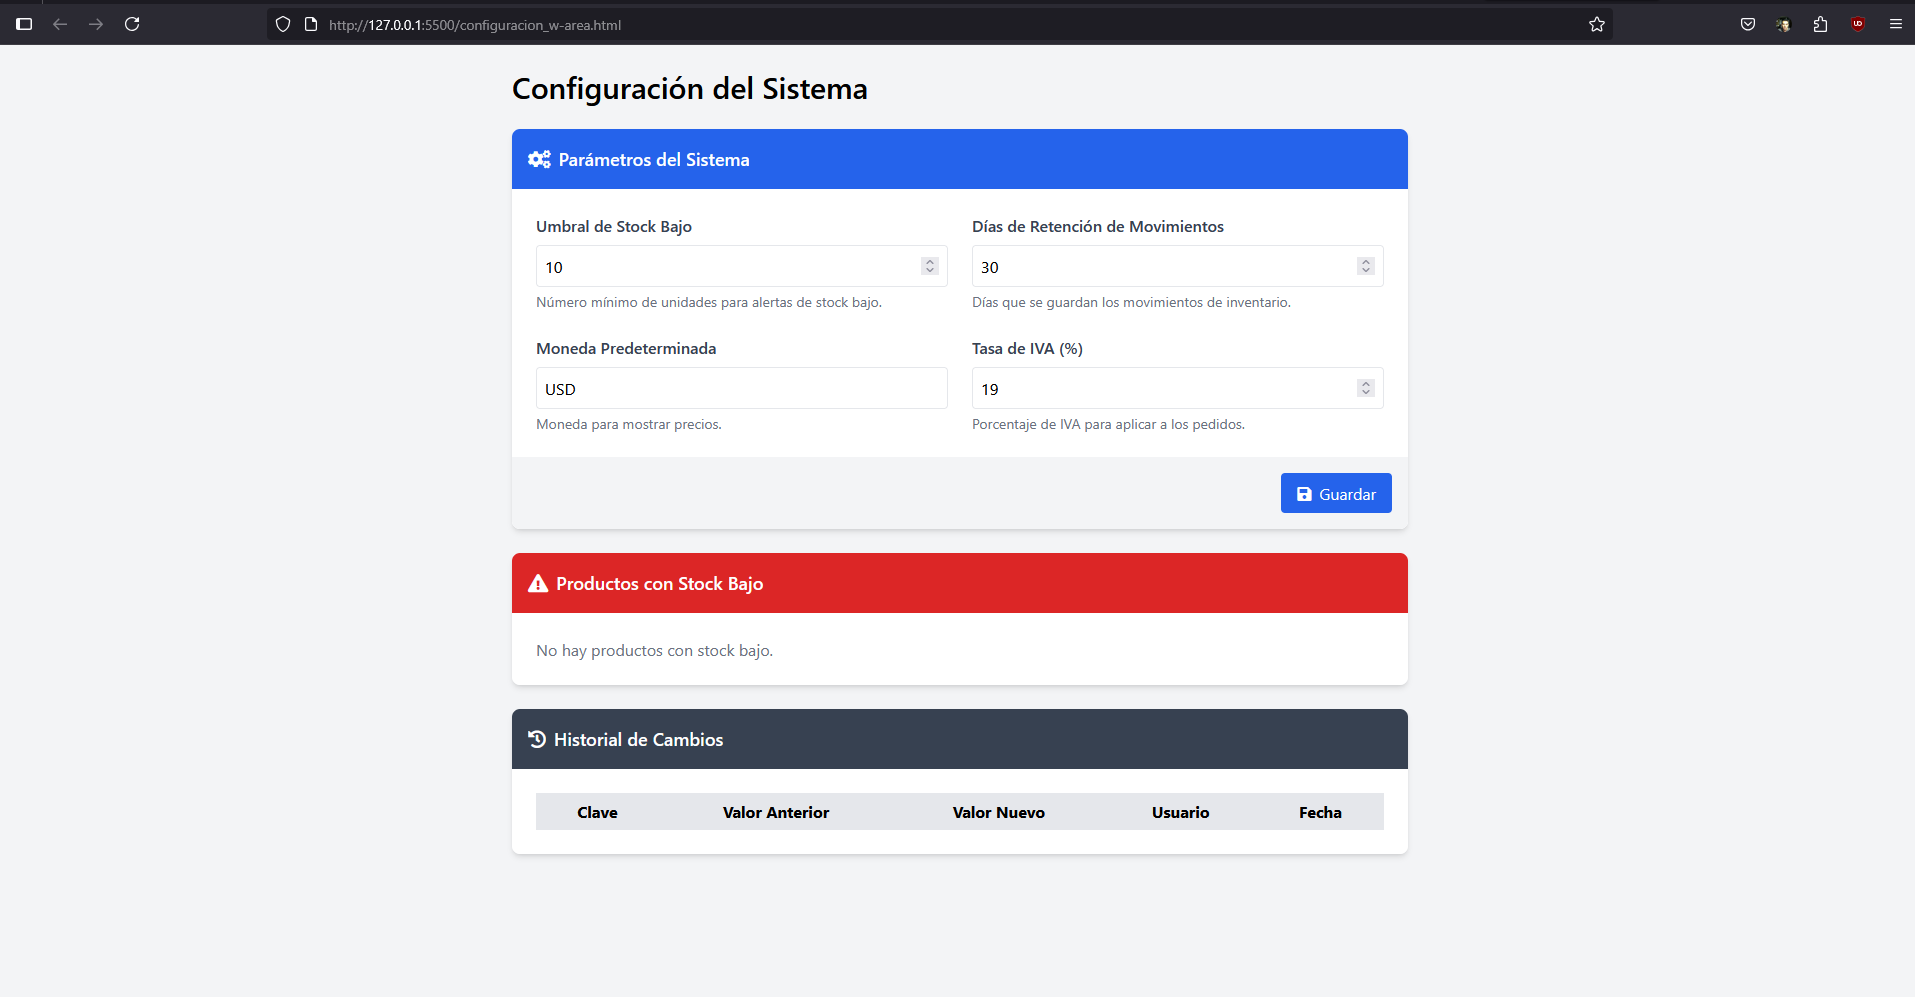 http://127.0.0.1:5500/configuracion_w-area.html
Configuración del Sistema
Parámetros del Sistema
Umbral de Stock Bajo
Días de Retención de Movimientos
10
30
Número mínimo de unidades para alertas de stock bajo.
Días que se guardan los movimientos de inventario.
Moneda Predeterminada
Tasa de IVA (%)
USD
19
Moneda para mostrar precios.
Porcentaje de IVA para aplicar a los pedidos.
Guardar
Productos con Stock Bajo
No hay productos con stock bajo.
Historial de Cambios
Clave Valor Anterior Valor Nuevo Usuario Fecha